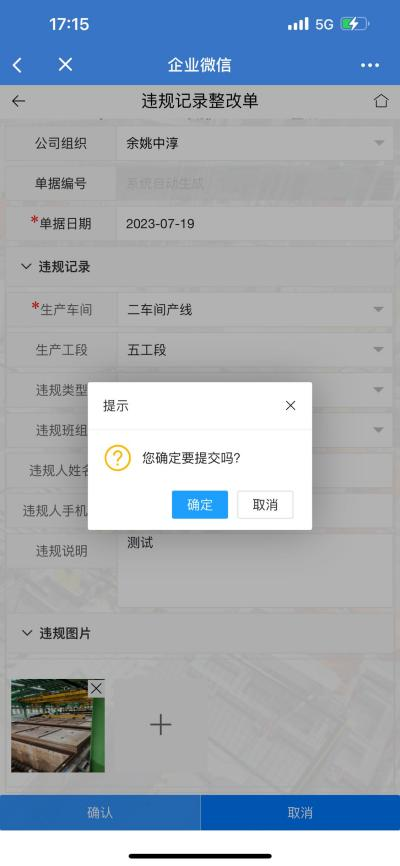 17:15
5G
企业微信
违规记录整改单
公司组织 余姚中淳
单据编号 系统自动生成
*单据日期 2023-07-19
违规记录
*生产车间 二车间产线
生产工段 五工段
违规类型
违规班组
违规人姓名
违规人手机
违规说明 测试
提示
您确定要提交吗?
确定 取消
违规图片
确认 取消